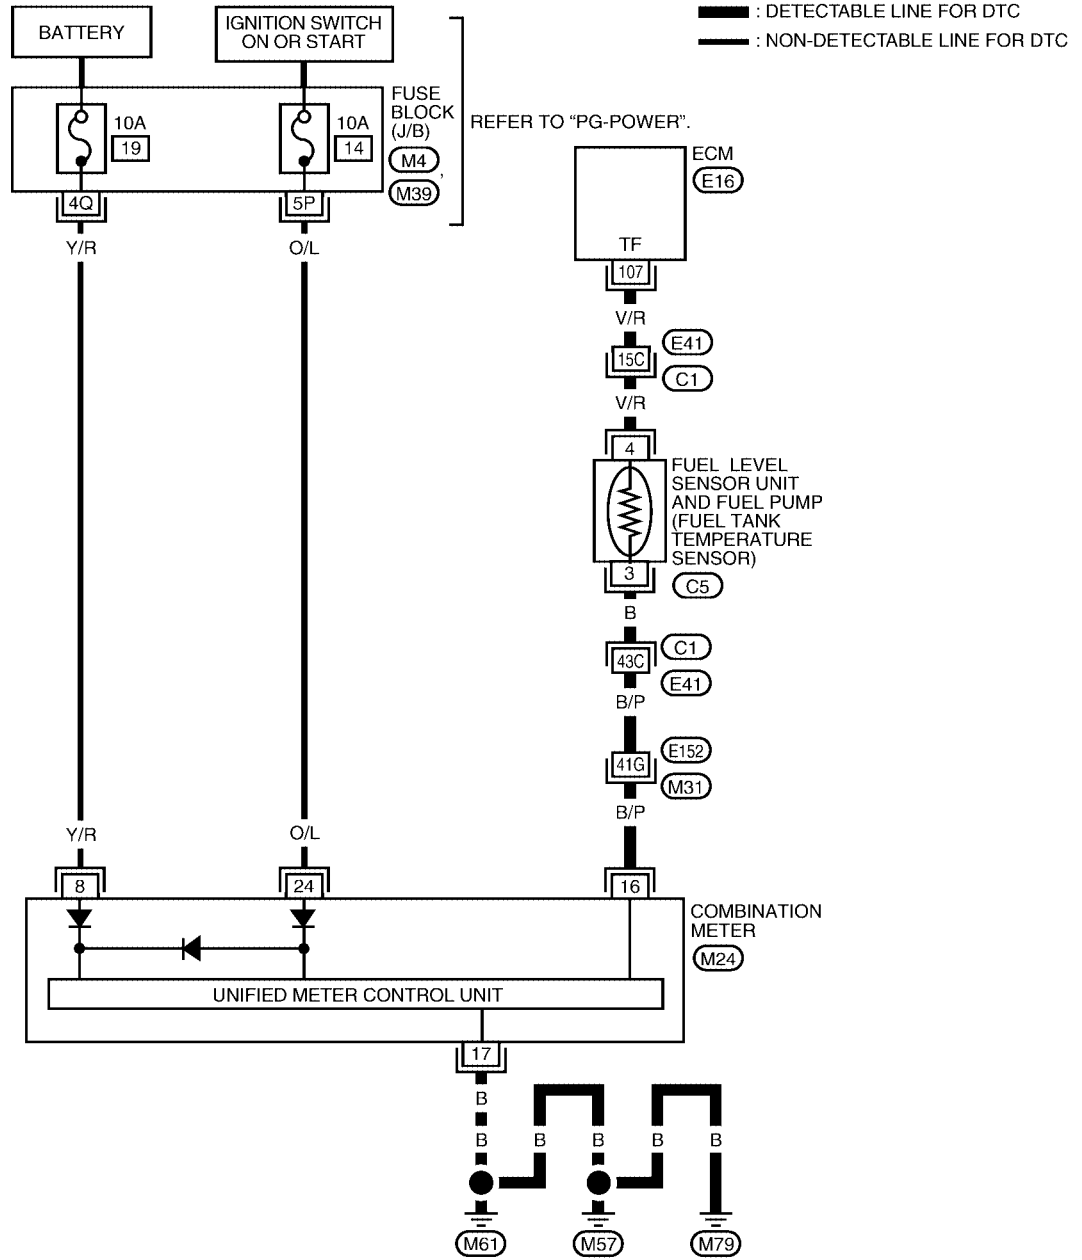 : DETECTABLE LINE FOR DTC
: NON-DETECTABLE LINE FOR DTC
BATTERY
IGNITION SWITCH
ON OR START
FUSE
BLOCK
(J/B)
M4
,
M39
REFER TO “PG-POWER”.
10A
19
10A
14
4Q
5P
Y/R
O/L
ECM
E16
TF
107
V/R
15C
E41
C1
V/R
4
FUEL LEVEL
SENSOR UNIT
AND FUEL PUMP
(FUEL TANK
TEMPERATURE
SENSOR)
3
C5
B
43C
C1
E41
B/P
41G
E152
M31
B/P
Y/R
O/L
8
24
16
COMBINATION
METER
M24
UNIFIED METER CONTROL UNIT
17
B
B
B
B
B
B
M61
M57
M79